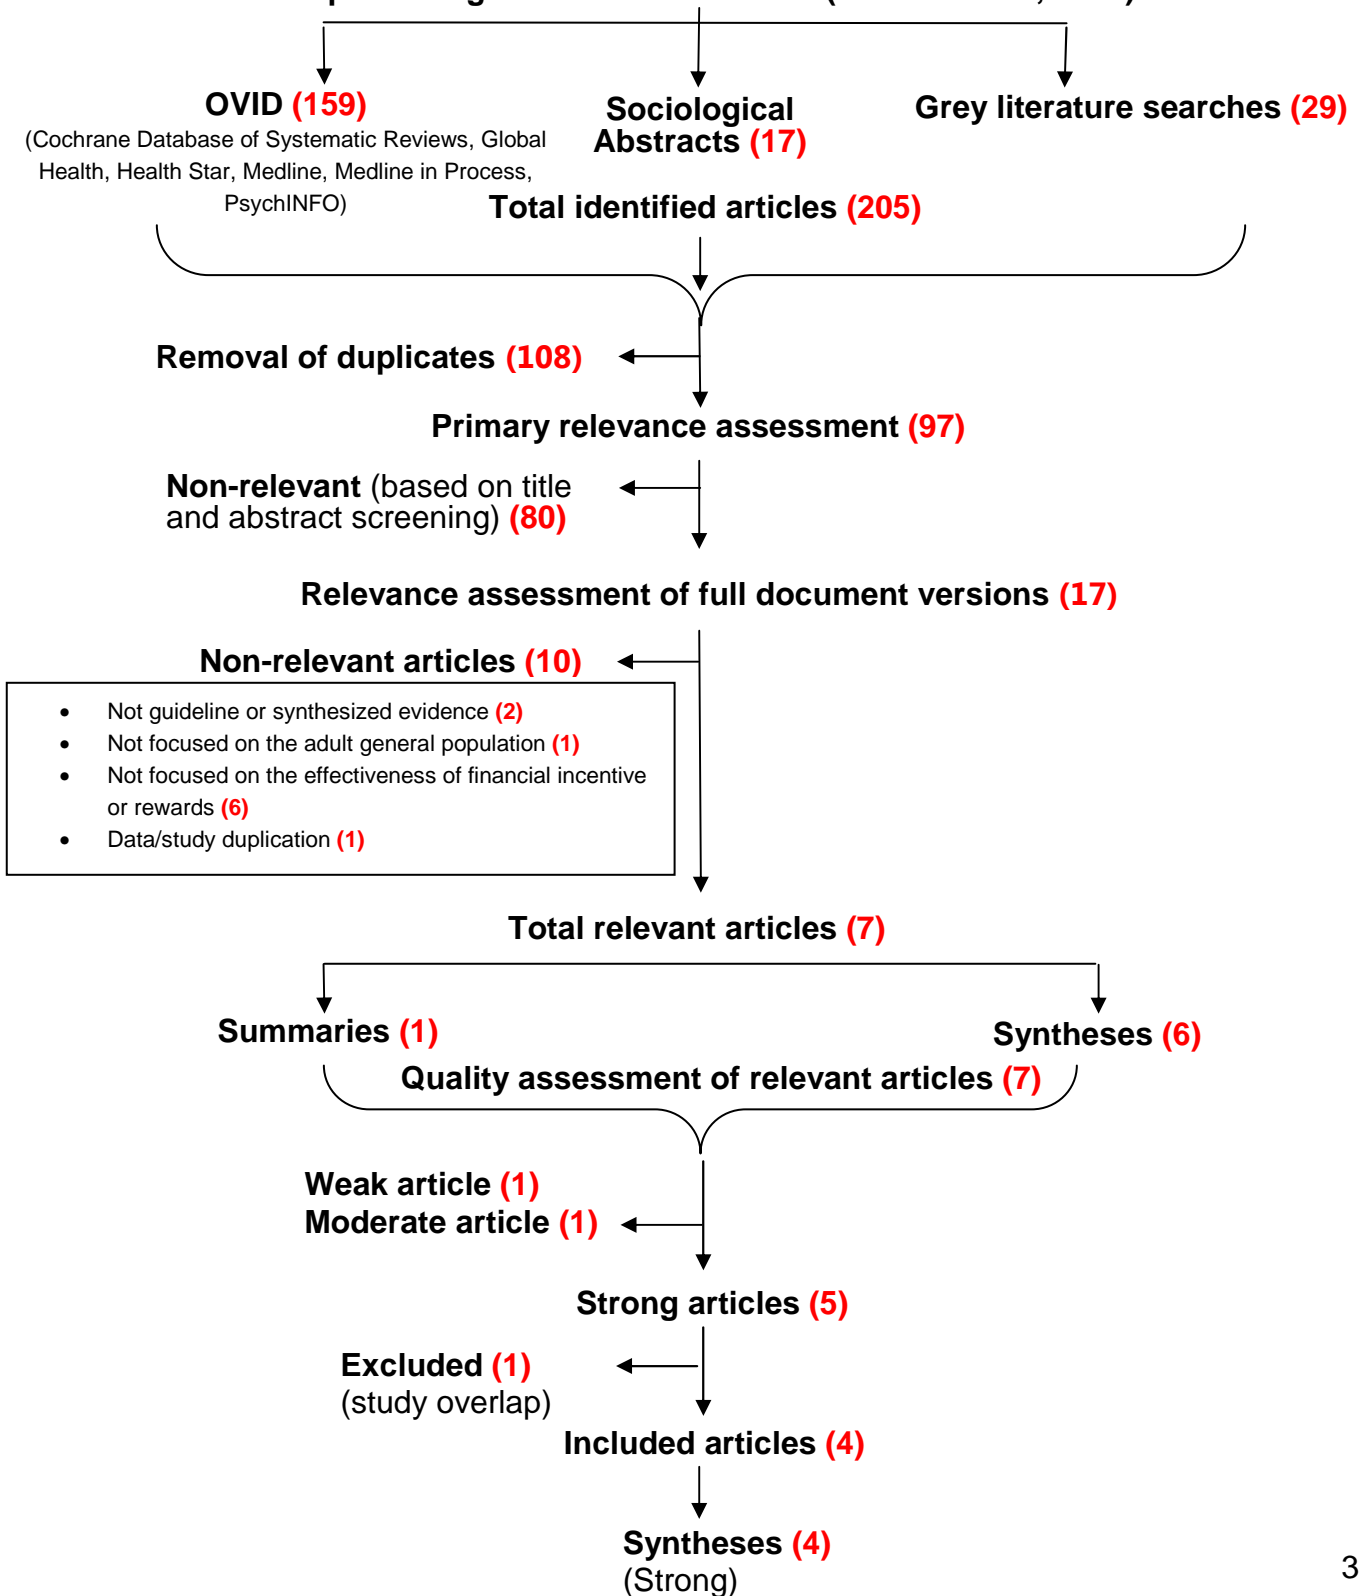 OVID (159)
(Cochrane Database of Systematic Reviews, Global
Health, Health Star, Medline, Medline in Process,
PsychINFO)
Sociological
Abstracts (17)
Grey literature searches (29)
Total identified articles (205)
Removal of duplicates (108)
Primary relevance assessment (97)
Non-relevant (based on title
and abstract screening) (80)
Relevance assessment of full document versions (17)
Non-relevant articles (10)
• Not guideline or synthesized evidence (2)
• Not focused on the adult general population (1)
• Not focused on the effectiveness of financial incentive
or rewards (6)
• Data/study duplication (1)
Total relevant articles (7)
Summaries (1)
Syntheses (6)
Quality assessment of relevant articles (7)
Weak article (1)
Moderate article (1)
Strong articles (5)
Excluded (1)
(study overlap)
Included articles (4)
Syntheses (4)
(Strong)
3